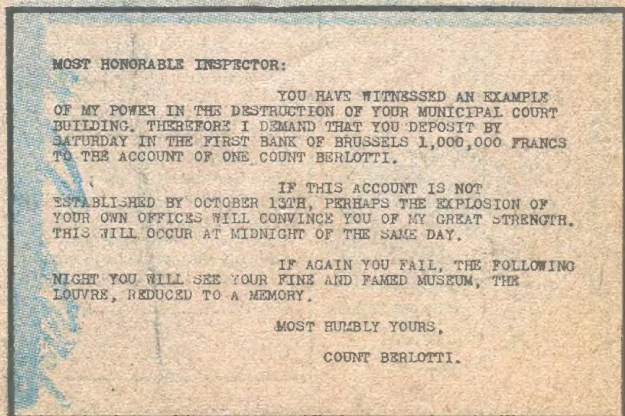 MOST HONORABLE INSPECTOR:
YOU HAVE WITNESSED AN EXAMPLE
OF MY POWER IN THE DESTRUCTION OF YOUR MUNICIPAL COURT
BUILDING. THEREFORE I DEMAND THAT YOU DEPOSIT BY
SATURDAY IN THE FIRST BANK OF BRUSSELS 1,000,000 FRANCS
TO THE ACCOUNT OF ONE COUNT BERLOTTI.
IF THIS ACCOUNT IS NOT
ESTABLISHED BY OCTOBER 13TH, PERHAPS THE EXPLOSION OF
YOUR OWN OFFICES WILL CONVINCE YOU OF MY GREAT STRENGTH.
THIS WILL OCCUR AT MIDNIGHT OF THE SAME DAY.
IF AGAIN YOU FAIL, THE FOLLOWING
NIGHT YOU WILL SEE YOUR FINE AND FAMED MUSEUM, THE
LOUVRE, REDUCED TO A MEMORY.
MOST HUMBLY YOURS,
COUNT BERLOTTI.